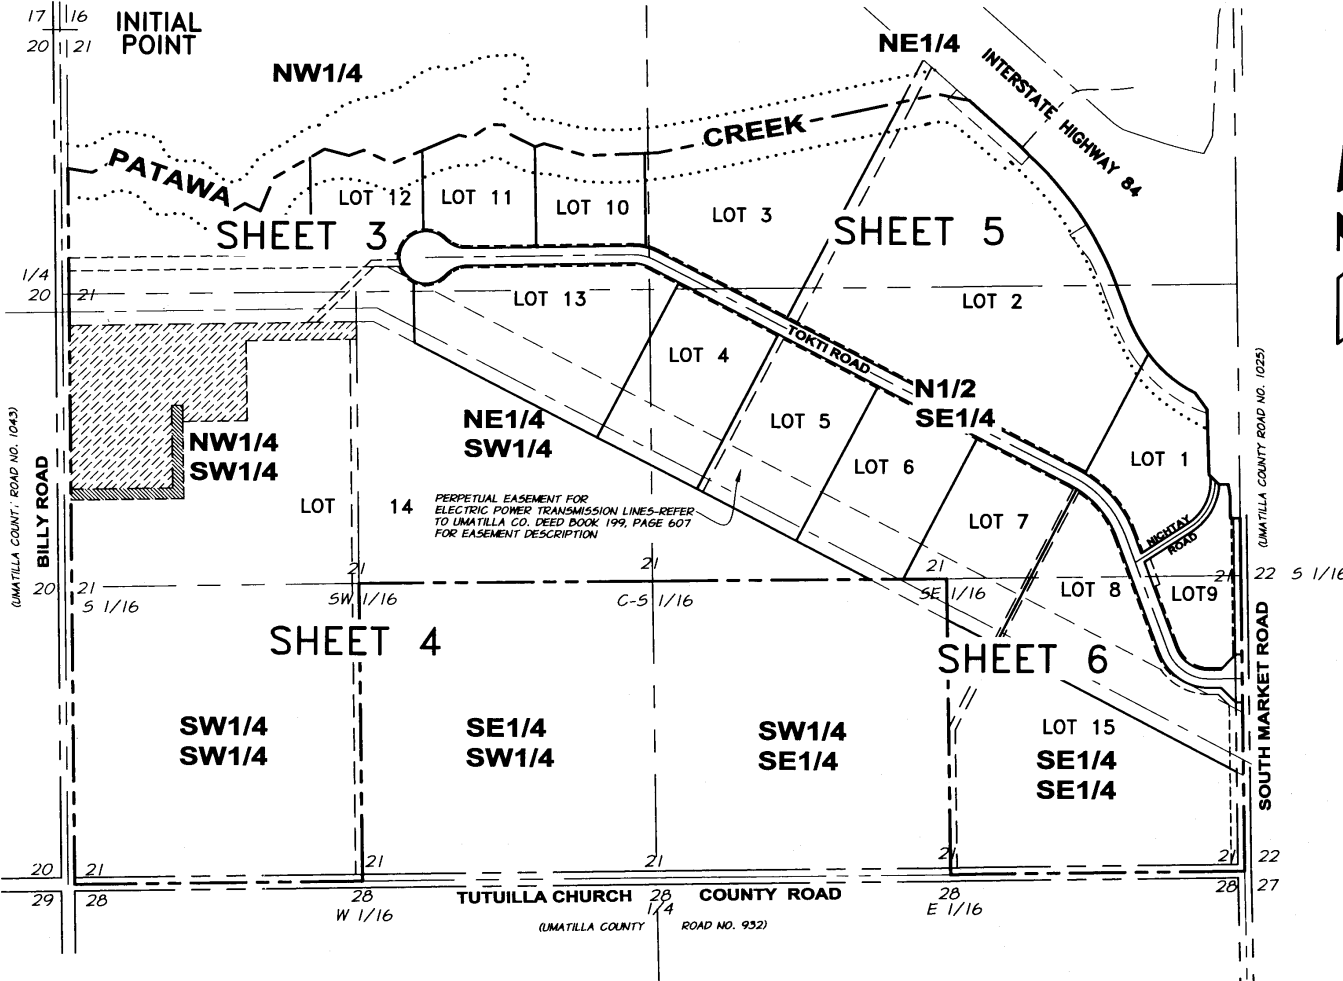 17 16
INITIAL
POINT
20 21
NW1/4
NE1/4
INTERSTATE HIGHWAY 84
PATAWA
CREEK
LOT 12
LOT 11
LOT 10
LOT 3
SHEET 3
SHEET 5
1/4
20 21
LOT 13
LOT 2
TOKTI ROAD
LOT 4
N1/2
SE1/4
NE1/4
SW1/4
LOT 5
NW1/4
SW1/4
LOT 6
LOT 1
(UMATILLA COUNTY ROAD NO. 1025)
(UMATILLA COUNT: ROAD NO. 1043)
BILLY ROAD
LOT 14
PERPETUAL EASEMENT FOR
ELECTRIC POWER TRANSMISSION LINES-REFER
TO UMATILLA CO. DEED BOOK 199, PAGE 607
FOR EASEMENT DESCRIPTION
LOT 7
NIGHTAY
ROAD
20 21
S 1/16
21
SW 1/16
21
C-S 1/16
21
SE 1/16
LOT 8
LOT9
21 22 S 1/16
SHEET 4
SHEET 6
SOUTH MARKET ROAD
SW1/4
SW1/4
SE1/4
SW1/4
SW1/4
SE1/4
LOT 15
SE1/4
SE1/4
20 21
21
21
21
21 22
29 28
28
W 1/16
TUTUILLA CHURCH
28
1/4
COUNTY ROAD
28
E 1/16
28 27
(UMATILLA COUNTY ROAD NO. 932)